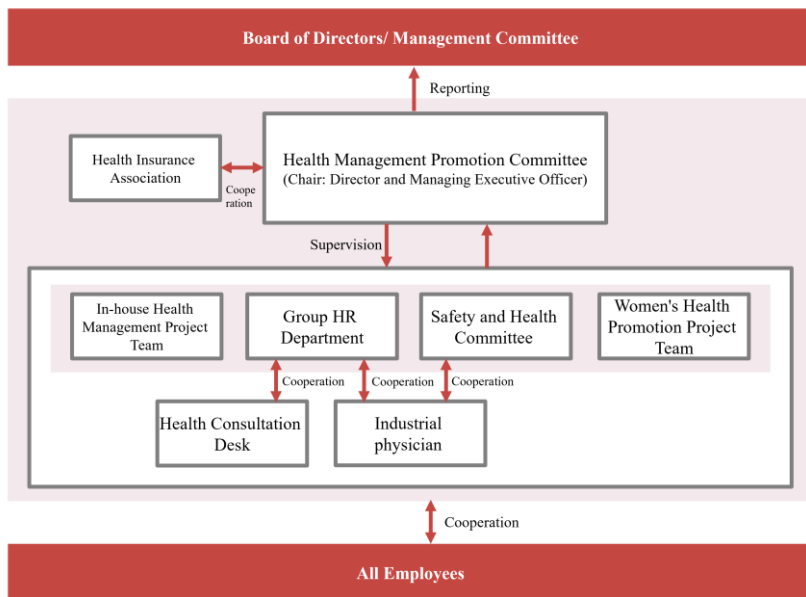 Board of Directors/ Management Committee
Reporting
Health Insurance
Association
Coope
ration
Health Management Promotion Committee
(Chair: Director and Managing Executive Officer)
Supervision
In-house Health
Management Project
Team
Group HR
Department
Safety and Health
Committee
Women's Health
Promotion Project
Team
Cooperation
Cooperation
Cooperation
Health Consultation
Desk
Industrial
physician
Cooperation
All Employees